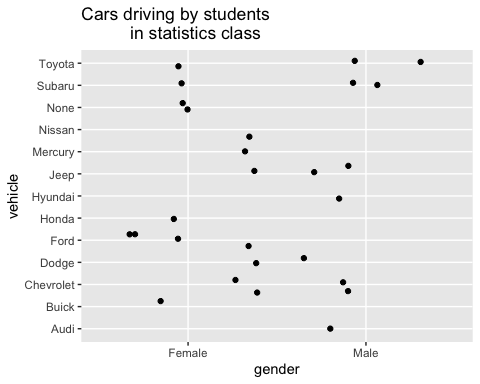 Cars driving by students
in statistics class
Toyota
Subaru
None
Nissan
Mercury
Jeep
Hyundai
Honda
Ford
Dodge
Chevrolet
Buick
Audi
vehicle
Female
Male
gender